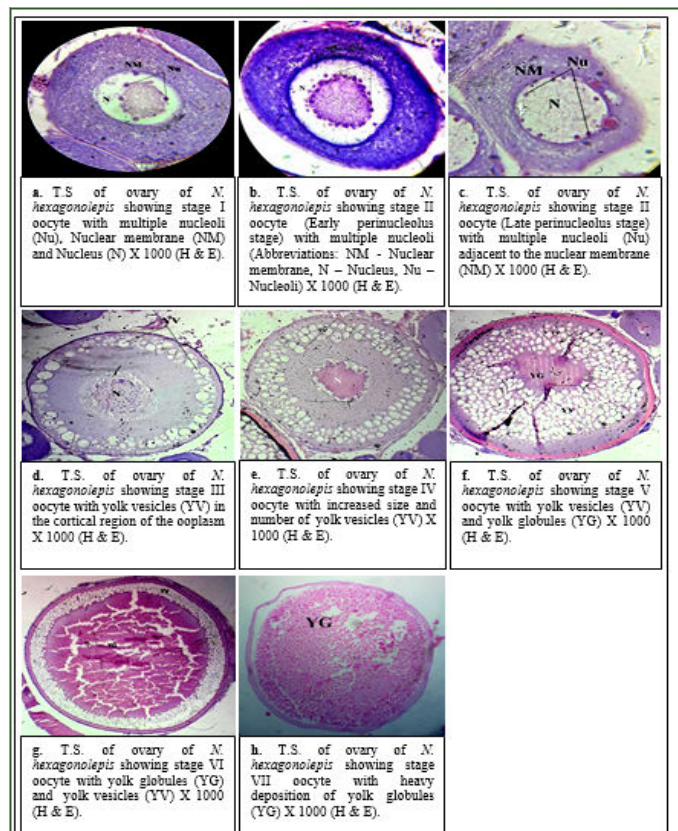 NM
Nu
N
N
NM
Nu
N
a. T.S of ovary of N.
hexagonolepis showing stage I
oocyte with multiple nucleoli
(Nu), Nuclear membrane (NM)
and Nucleus (N) X 1000 (H & E).
b. T.S. of ovary of N.
hexagonolepis showing stage II
oocyte (Early perinucleolus
stage) with multiple nucleoli
(Abbreviations: NM - Nuclear
membrane, N – Nucleus, Nu –
Nucleoli) X 1000 (H & E).
c. T.S. of ovary of N.
hexagonolepis showing stage II
oocyte (Late perinucleolus stage)
with multiple nucleoli (Nu)
adjacent to the nuclear membrane
(NM) X 1000 (H & E).
N
YG
YV
d. T.S. of ovary of N.
hexagonolepis showing stage III
oocyte with yolk vesicles (YV) in
the cortical region of the ooplasm
X 1000 (H & E).
e. T.S. of ovary of N.
hexagonolepis showing stage IV
oocyte with increased size and
number of yolk vesicles (YV) X
1000 (H & E).
f. T.S. of ovary of N.
hexagonolepis showing stage V
oocyte with yolk vesicles (YV)
and yolk globules (YG) X 1000
(H & E).
YV
YG
g. T.S. of ovary of N.
hexagonolepis showing stage VI
oocyte with yolk globules (YG)
and yolk vesicles (YV) X 1000
(H & E).
h. T.S. of ovary of N.
hexagonolepis showing stage
VII oocyte with heavy
deposition of yolk globules
(YG) X 1000 (H & E).